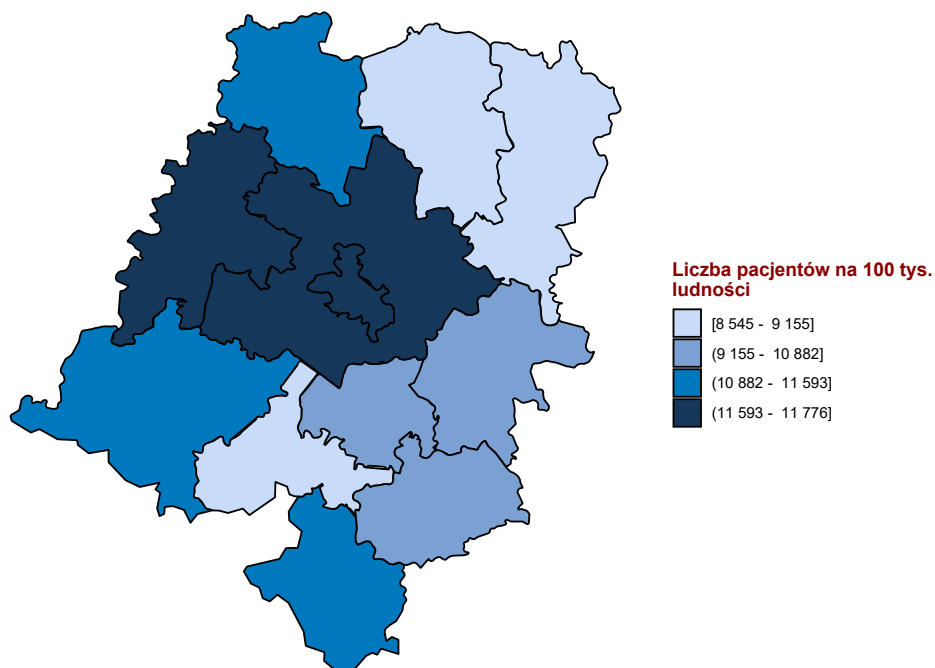 Liczba pacjentów na 100 tys.
ludności
[8 545 - 9 155]
(9 155 - 10 882]
(10 882 - 11 593]
(11 593 - 11 776]